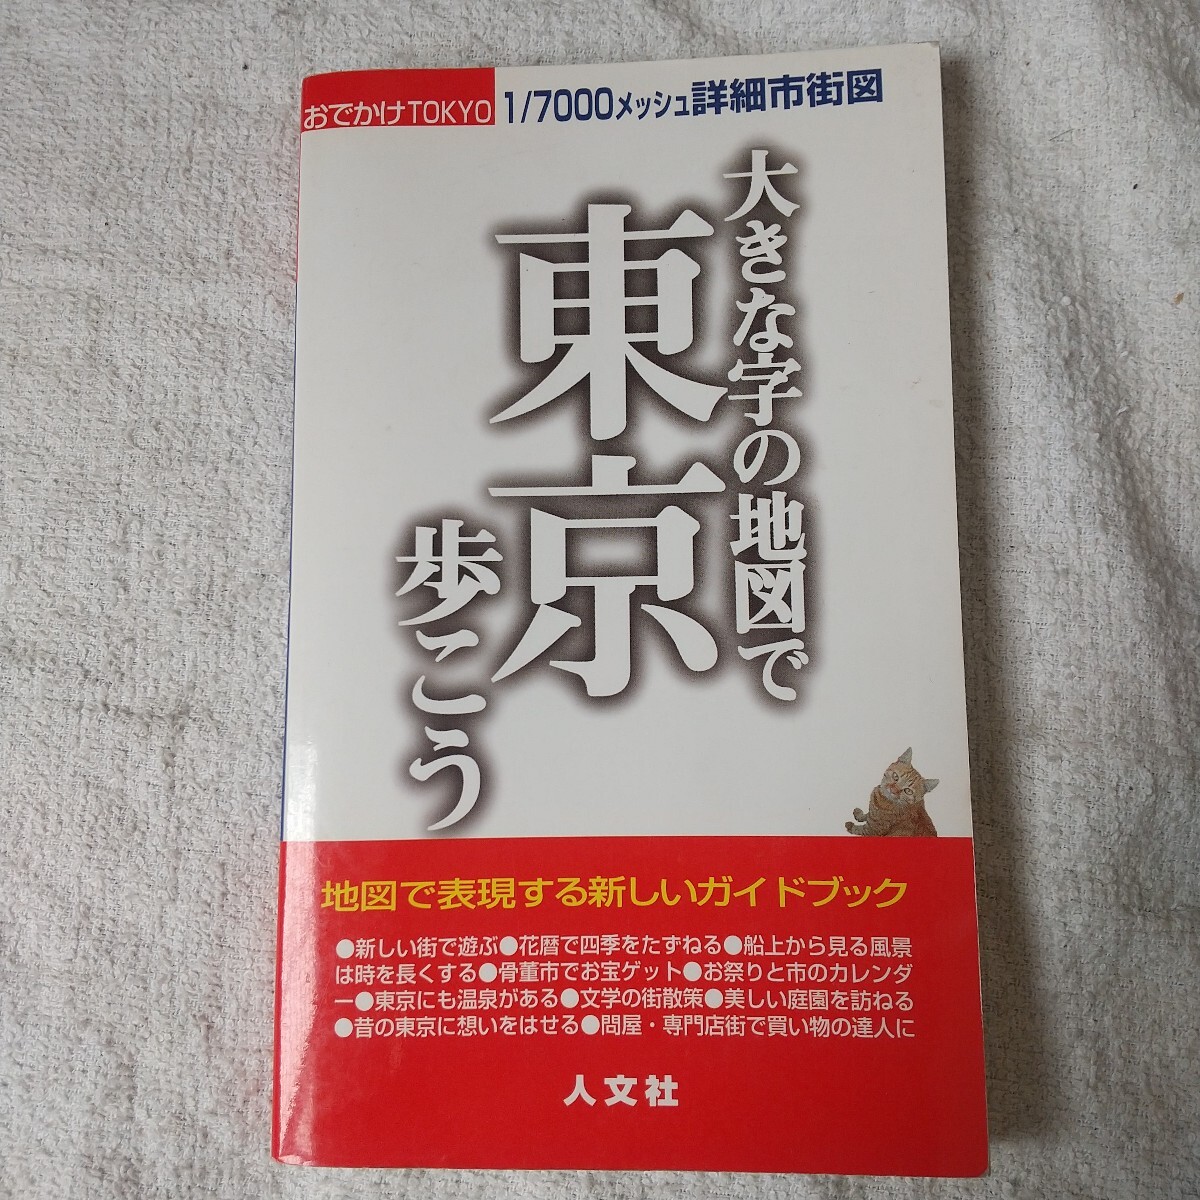 おでかけTOKYO
1/7000メッシュ詳細市街図
大きな字の地図で
東京
歩こう
地図で表現する新しいガイドブック
●新しい街で遊ぶ●花暦で四季をたずねる●船上から見る風景
は時を長くする●骨董市でお宝ゲット●お祭りと市のカレンダ
ー●東京にも温泉がある●文学の街散策●美しい庭園を訪ねる
●昔の東京に想いをはせる●問屋・専門店街で買い物の達人に
人文社